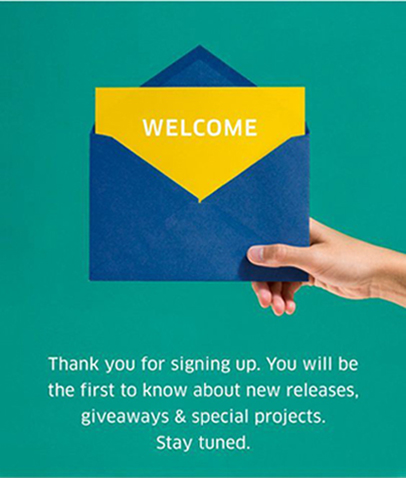 WELCOME
Thank you for signing up. You will be
the first to know about new releases,
giveaways & special projects.
Stay tuned.